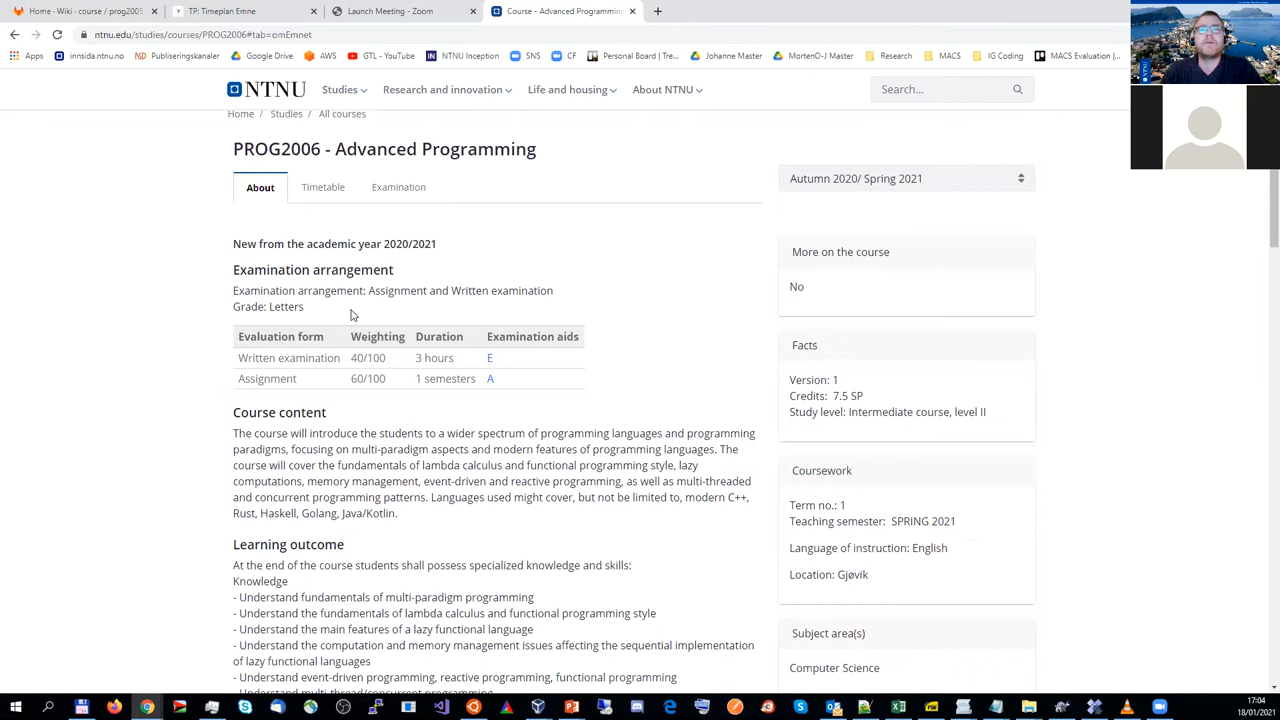 Home - Wiki - course / prog2005
TP: Timeplan Emne
Launch Meeting - Zoom
Course - Advanced Programming
ntnu.edu/studies/courses/PROG2006#tab=omEmnet
Apps
innsida.ntnu.no
Publiseringskanaler
Google Drive
AWS
GTL - YouTube
NTNU Inception
SNS
CF
Personal Board | Tre...
Johanne Master
MortenO-J Master
Research
MACS
IG Coding
MACS Evaluation |...
NTNU
Studies
Research and innovation
Life and housing
About NTNU
Search...
Home / Studies / All courses
PROG2006 - Advanced Programming
About
Timetable
Examination
Autumn 2020/ Spring 2021
New from the academic year 2020/2021
Examination arrangement
Examination arrangement: Assignment and Written examination
Grade: Letters
Evaluation form Weighting Duration Examination aids
Written examination 40/100 3 hours E
Assignment 60/100 1 semesters A
Course content
The course will introduce the students to a wider spectrum of programming languages and programming
paradigms, focusing on multi-paradigm aspects and modern features of programming languages. The
course will cover the fundamentals of lambda calculus and functional programming style, lazy
computations, memory management, event-driven and reactive programming, as well as multi-threaded
and concurrent programming patterns. Languages used might cover, but not be limited to, modern C++,
Rust, Haskell, Golang, Java/Kotlin.
Learning outcome
At the end of the course students shall possess specialized knowledge and skills:
Knowledge
- Understand fundamentals of multi-paradigm programming
- Understand the fundamentals of lambda calculus and functional programming style
- Understand the main features of a lazy functional language
- Understand the computation and memory management issues affecting the sequential implementation
of lazy functional languages
- Understand event-driven programming, reactive programming, functional programming
- Understand multi-thread/concurrent programming
More on the course
No
Facts
Version: 1
Credits: 7.5 SP
Study level: Intermediate course, level II
Coursework
Term no.: 1
Teaching semester: SPRING 2021
Language of instruction: English
Location: Gjøvik
Subject area(s)
Computer Science
17:04
18/01/2021